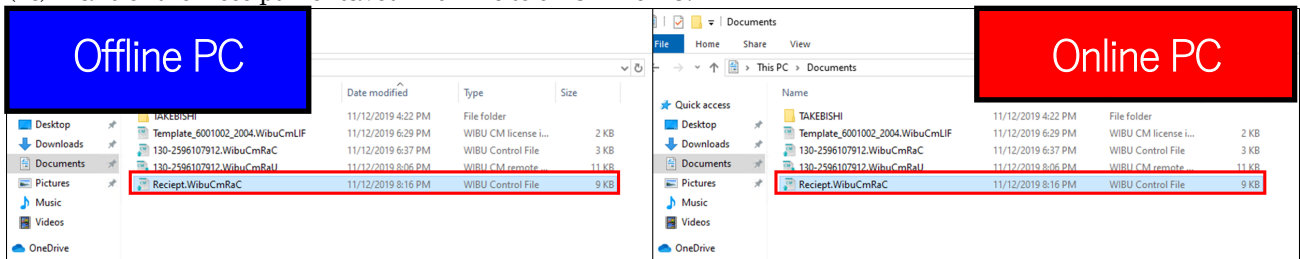 Offline PC
Date modified Type Size
TAKEBISHI 11/12/2019 4:22 PM File folder
Desktop Template_6001002_2004.WibuCmLIF 11/12/2019 6:29 PM WIBU CM license i... 2 KB
Downloads 130-2596107912.WibuCmRaC 11/12/2019 6:37 PM WIBU Control File 3 KB
Documents 130-2596107912.WibuCmRaU 11/12/2019 8:06 PM WIBU CM remote ... 11 KB
Pictures Reciept.WibuCmRaC 11/12/2019 8:16 PM WIBU Control File 9 KB
Music
Videos
OneDrive
Documents
File Home Share View
Online PC
This PC > Documents
Name
Quick access
TAKEBISHI 11/12/2019 4:22 PM File folder
Desktop Template_6001002_2004.WibuCmLIF 11/12/2019 6:29 PM WIBU CM license i... 2 KB
Downloads 130-2596107912.WibuCmRaC 11/12/2019 6:37 PM WIBU Control File 3 KB
Documents 130-2596107912.WibuCmRaU 11/12/2019 8:06 PM WIBU CM remote ... 11 KB
Pictures Reciept.WibuCmRaC 11/12/2019 8:16 PM WIBU Control File 9 KB
Music
Videos
OneDrive